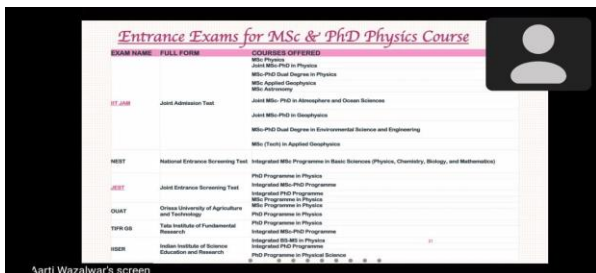 Entrance Exams for MSc & PhD Physics Course
EXAM NAME FULL FORM COURSES OFFERED
MSc Physics
Joint MSc-PhD in Physics
MSc-PhD Dual Degree in Physics
MSc Applied Geophysics
MSc Astronomy
IIT JAM Joint Admission Test Joint MSc- PhD in Atmosphere and Ocean Sciences
Joint MSc-PhD in Geophysics
MSc-PhD Dual Degree in Environmental Science and Engineering
MSc (Tech) in Applied Geophysics
NEST National Entrance Screening Test Integrated MSc Programme in Basic Sciences (Physics, Chemistry, Biology, and Mathematics)
PhD Programme in Physics
JEST Joint Entrance Screening Test Integrated MSc-PhD Programme
Integrated PhD Programme
MSc Programme in Physics
OUAT Orissa University of Agriculture and Technology MSc Programme in Physics
PhD Programme in Physics
TIFR GS Tata Institute of Fundamental Research PhD Programme in Physics
Integrated MSc-PhD Programme
IISER Indian Institute of Science Education and Research Integrated BS-MS in Physics
Integrated PhD Programme
PhD Programme in Physical Science
Aarti Wazalwar's screen